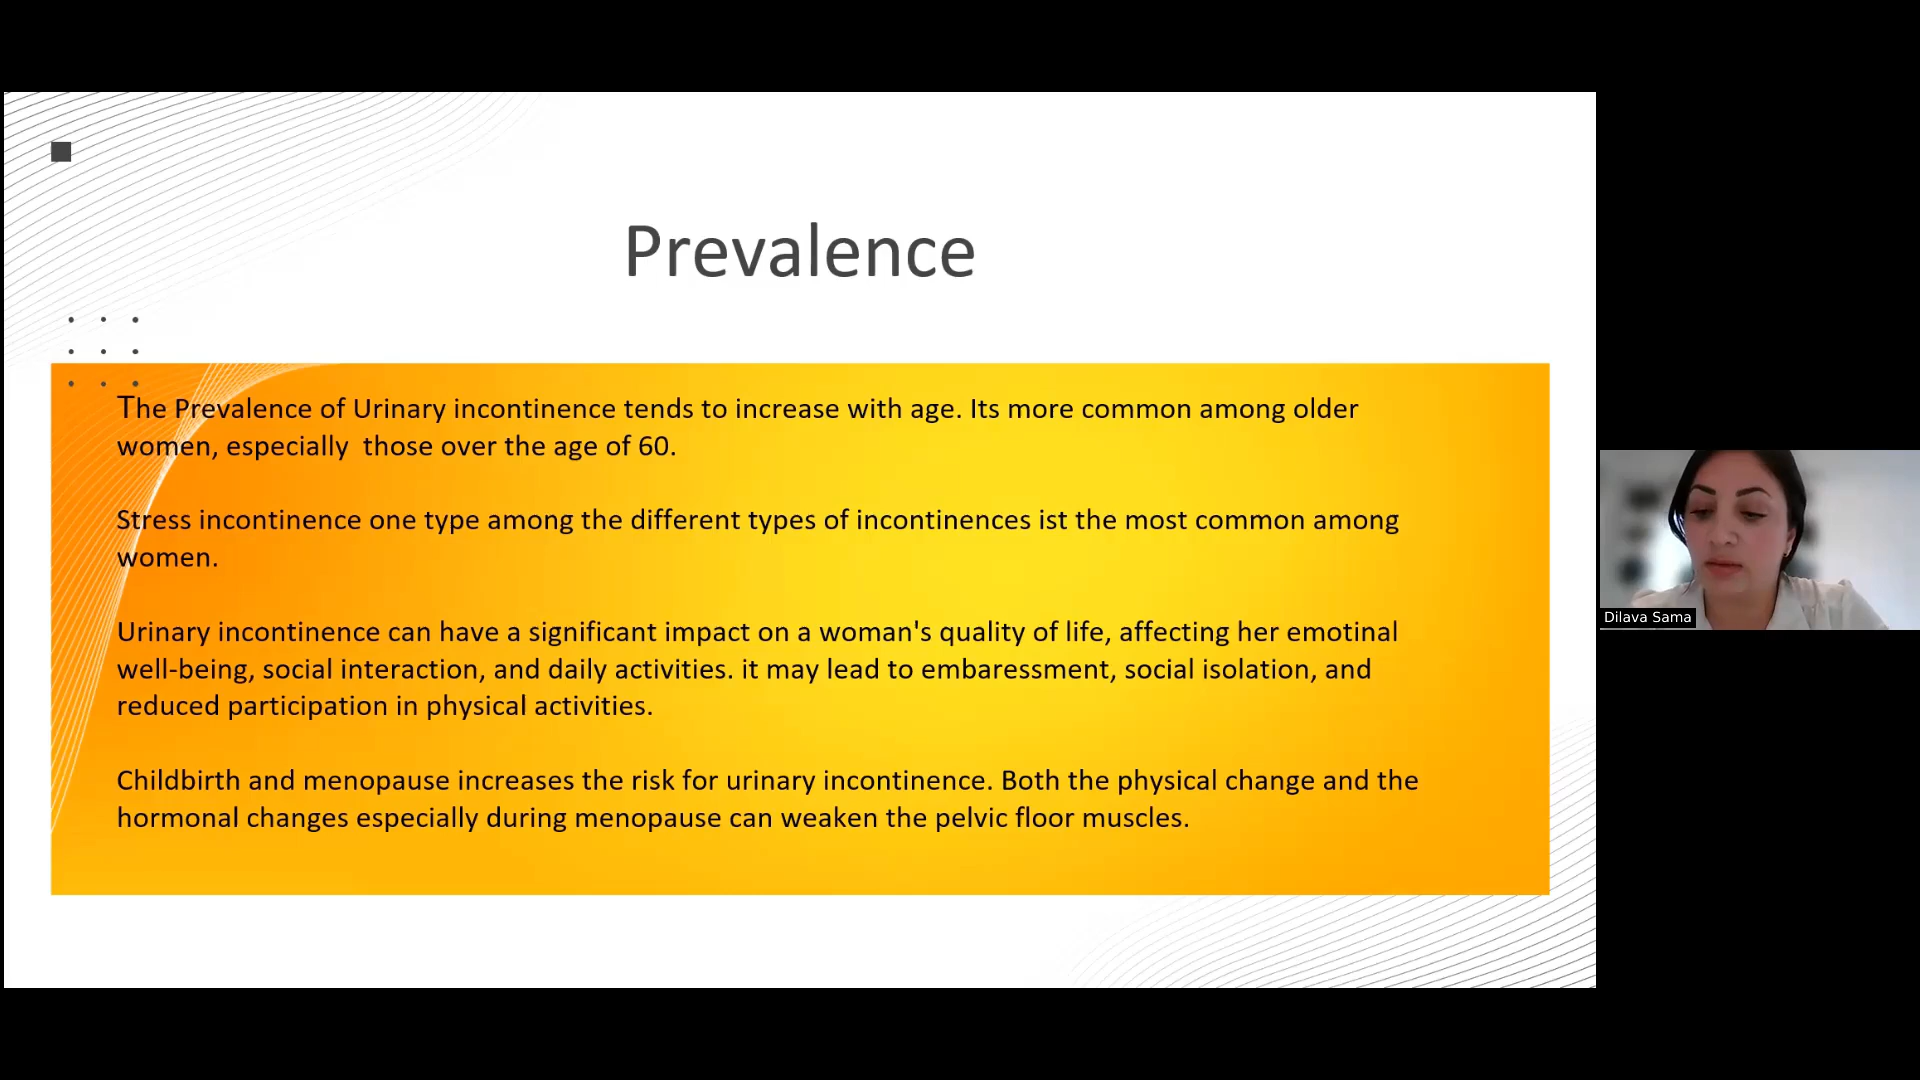 Prevalence
The Prevalence of Urinary incontinence tends to increase with age. Its more common among older
women, especially  those over the age of 60.
Stress incontinence one type among the different types of incontinences ist the most common among
women.
Urinary incontinence can have a significant impact on a woman's quality of life, affecting her emotinal
well-being, social interaction, and daily activities. it may lead to embaressment, social isolation, and
reduced participation in physical activities.
Childbirth and menopause increases the risk for urinary incontinence. Both the physical change and the
hormonal changes especially during menopause can weaken the pelvic floor muscles.
Dilava Sama